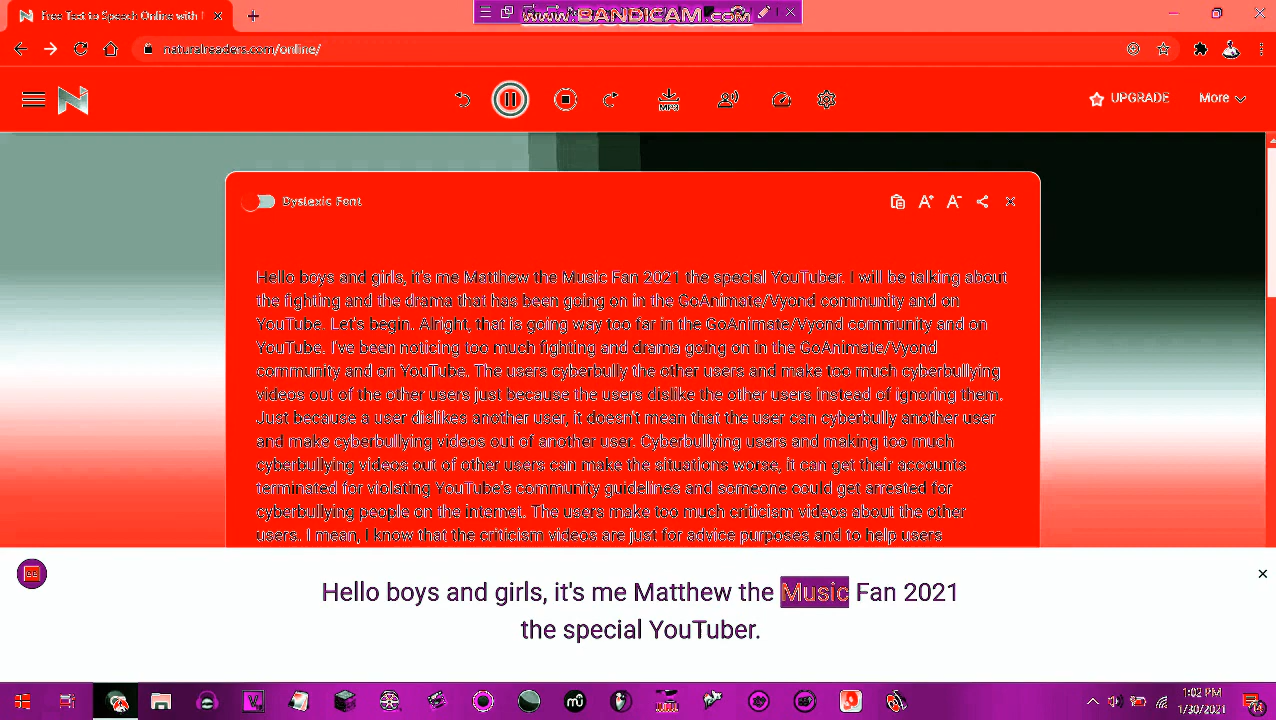 Free Text to Speech Online with
www.BANDICAM.com
naturalreaders.com/online/
MP3
UPGRADE
More
Dyslexic Font
A+ A-
Hello boys and girls, it's me Matthew the Music Fan 2021 the special YouTuber. I will be talking about
the fighting and the drama that has been going on in the GoAnimate/Vyond community and on
YouTube. Let's begin. Alright, that is going way too far in the GoAnimate/Vyond community and on
YouTube. I've been noticing too much fighting and drama going on in the GoAnimate/Vyond
community and on YouTube. The users cyberbully the other users and make too much cyberbullying
videos out of the other users just because the users dislike the other users instead of ignoring them.
Just because a user dislikes another user, it doesn't mean that the user can cyberbully another user
and make cyberbullying videos out of another user. Cyberbullying users and making too much
cyberbullying videos out of other users can make the situations worse, it can get their accounts
terminated for violating YouTube's community guidelines and someone could get arrested for
cyberbullying people on the internet. The users make too much criticism videos about the other
users. I mean, I know that the criticism videos are just for advice purposes and to help users
Hello boys and girls, it's me Matthew the Music Fan 2021
the special YouTuber.
1:02 PM
1/30/2021